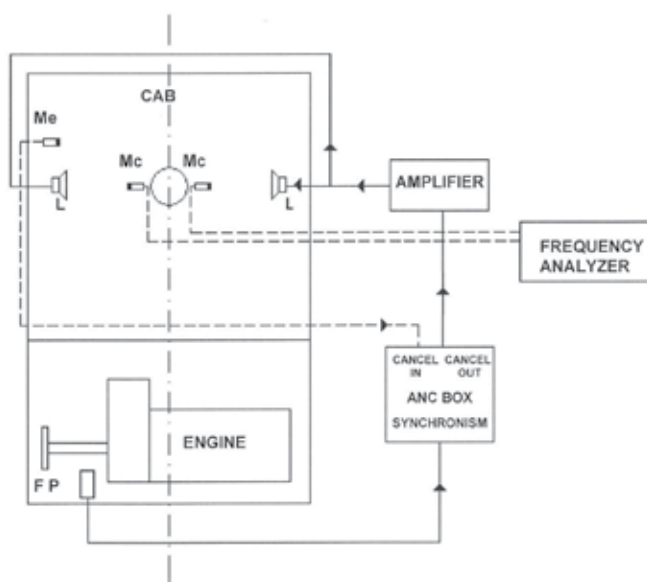 CAB
Me
Mc Mc
L
L
AMPLIFIER
FREQUENCY
ANALYZER
CANCEL CANCEL
IN OUT
ANC BOX
SYNCHRONISM
ENGINE
F P